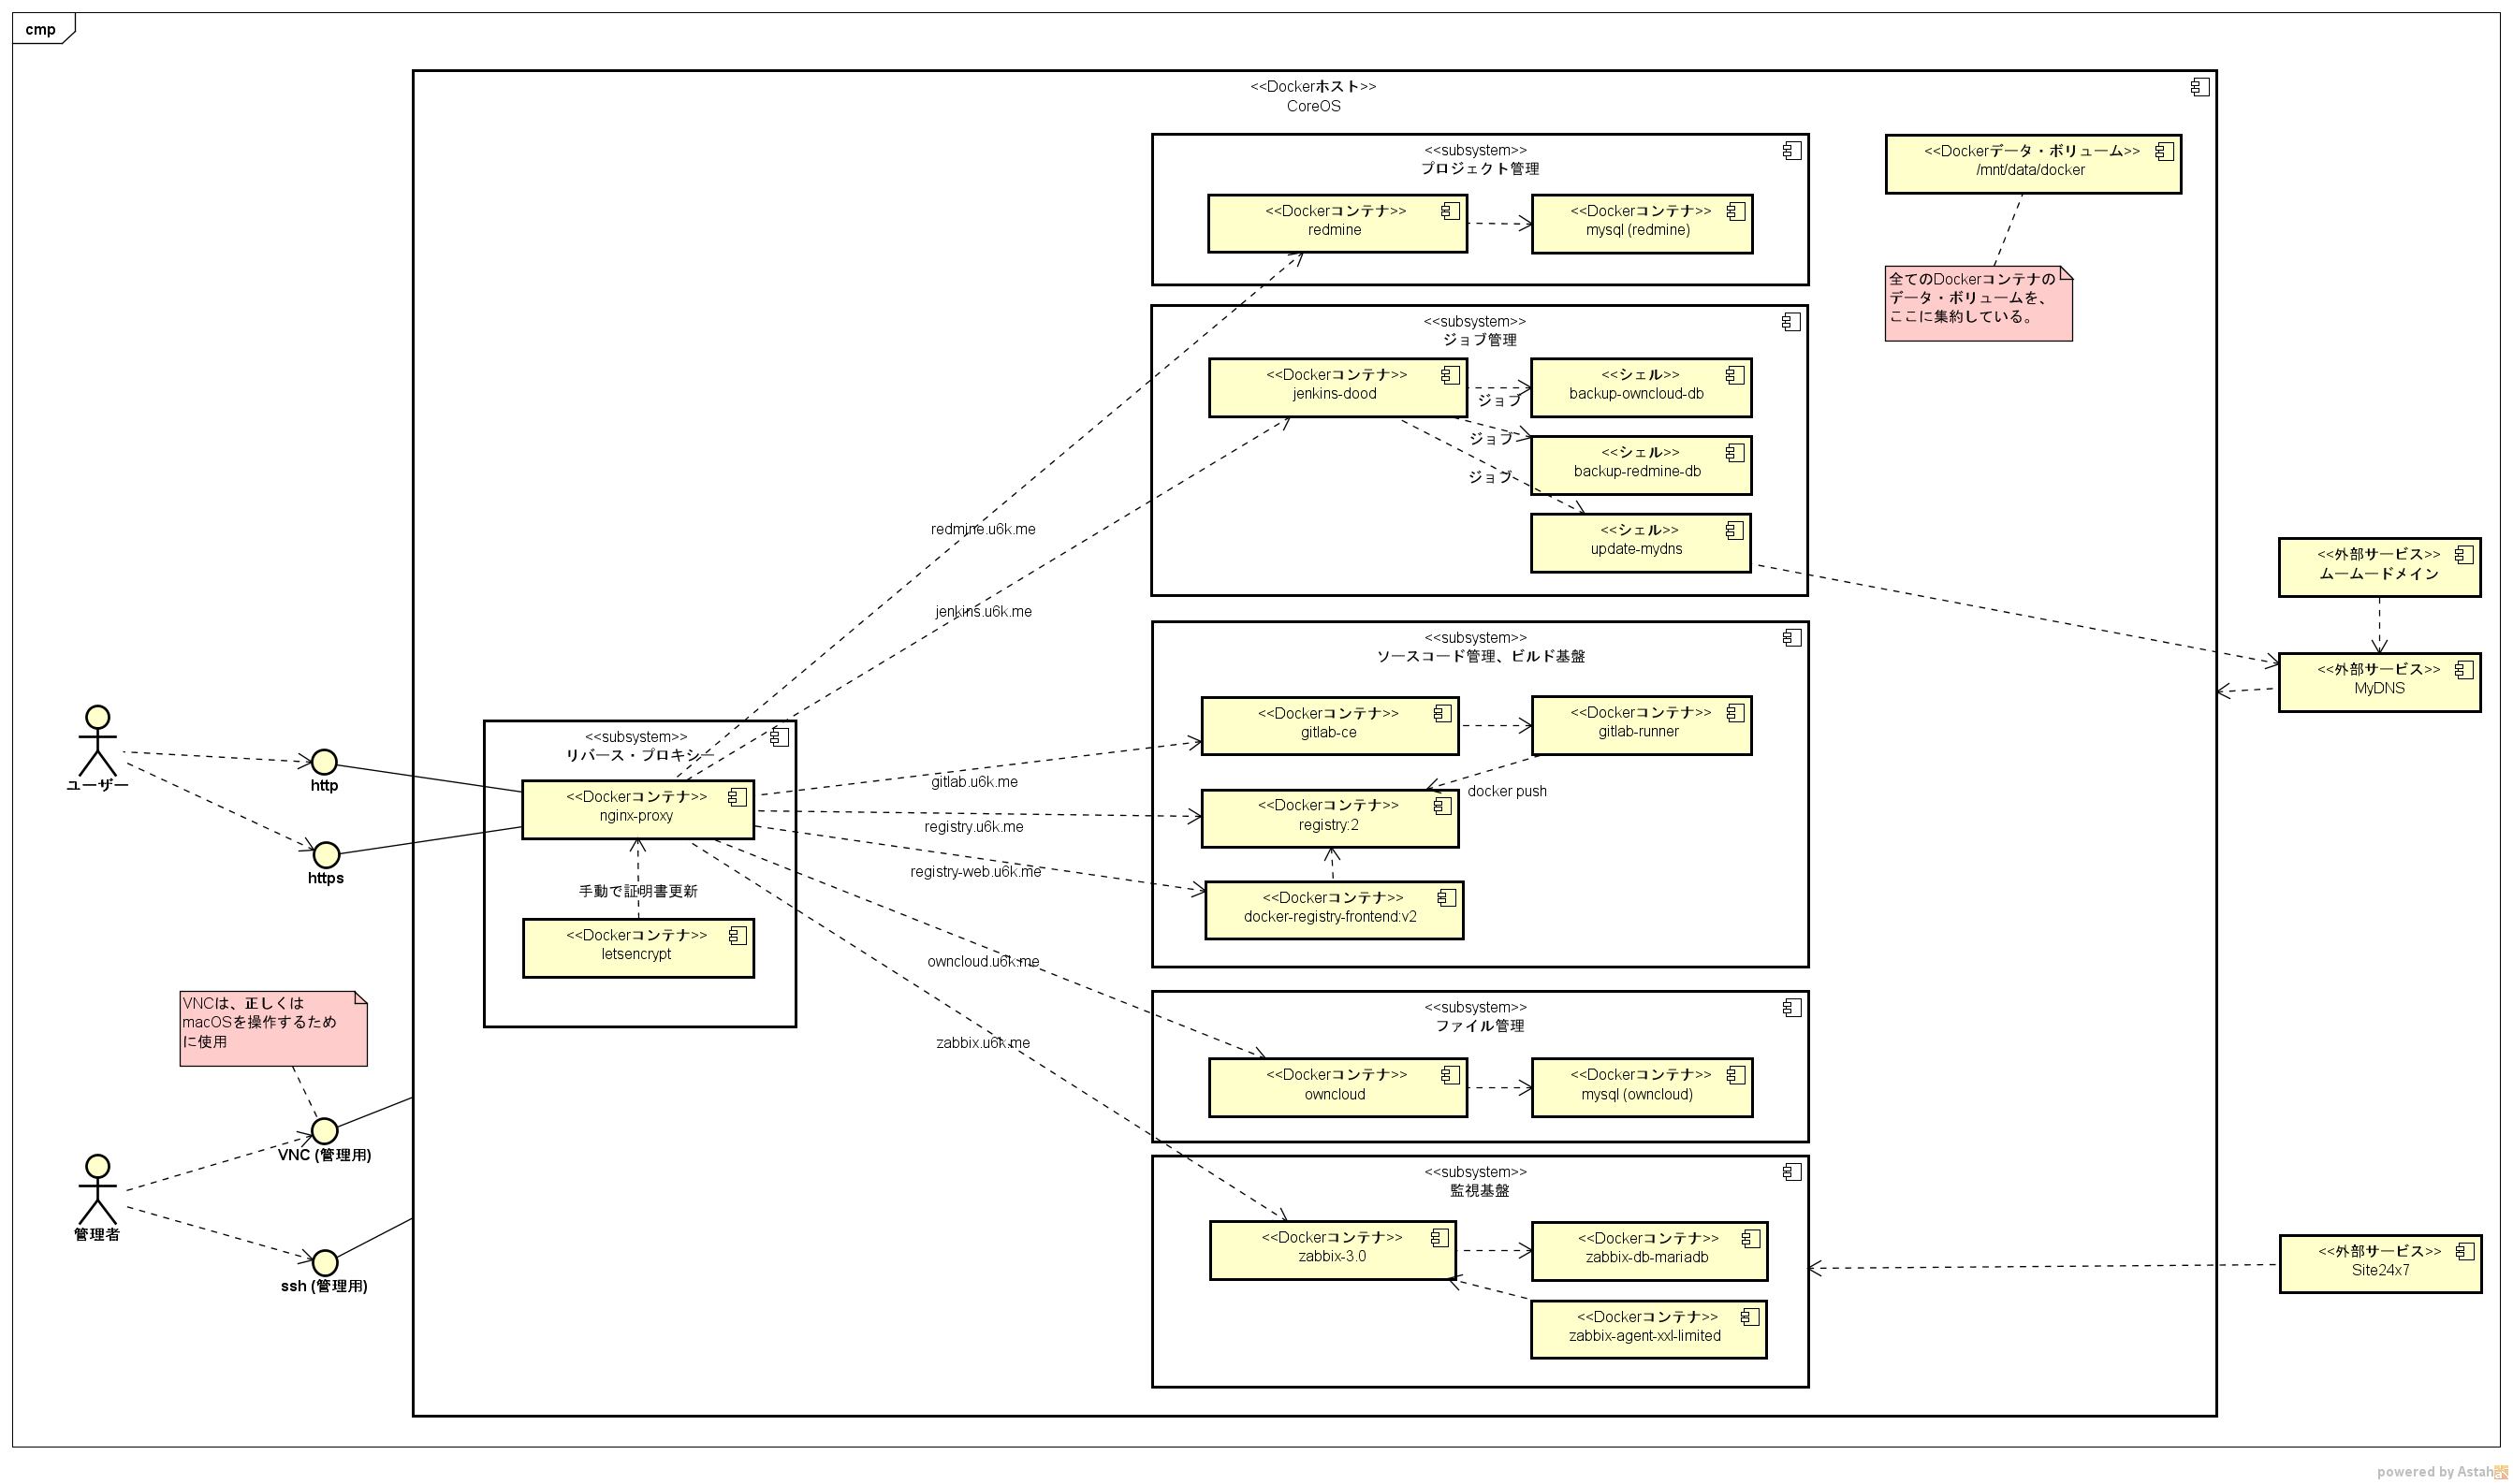 cmp
<<Dockerホスト>>
CoreOS
<<subsystem>>
プロジェクト管理
<<Dockerコンテナ>>
redmine
<<Dockerコンテナ>>
mysql (redmine)
<<Dockerデータ・ボリューム>>
/mnt/data/docker
全てのDockerコンテナの
データ・ボリュームを、
ここに集約している。
<<subsystem>>
ジョブ管理
<<Dockerコンテナ>>
jenkins-dood
ジョブ
ジョブ
ジョブ
<<シェル>>
backup-owncloud-db
<<シェル>>
backup-redmine-db
<<シェル>>
update-mydns
<<外部サービス>>
ムームードメイン
<<外部サービス>>
MyDNS
redmine.u6k.me
jenkins.u6k.me
gitlab.u6k.me
registry.u6k.me
registry-web.u6k.me
owncloud.u6k.me
zabbix.u6k.me
<<subsystem>>
ソースコード管理、ビルド基盤
<<Dockerコンテナ>>
gitlab-ce
<<Dockerコンテナ>>
gitlab-runner
docker push
<<Dockerコンテナ>>
registry:2
<<Dockerコンテナ>>
docker-registry-frontend:v2
ユーザー
http
https
<<subsystem>>
リバース・プロキシー
<<Dockerコンテナ>>
nginx-proxy
手動で証明書更新
<<Dockerコンテナ>>
letsencrypt
VNCは、正しくは
macOSを操作するため
に使用
VNC (管理用)
管理者
ssh (管理用)
<<subsystem>>
ファイル管理
<<Dockerコンテナ>>
owncloud
<<Dockerコンテナ>>
mysql (owncloud)
<<subsystem>>
監視基盤
<<Dockerコンテナ>>
zabbix-3.0
<<Dockerコンテナ>>
zabbix-db-mariadb
<<Dockerコンテナ>>
zabbix-agent-xxl-limited
<<外部サービス>>
Site24x7
powered by Astah